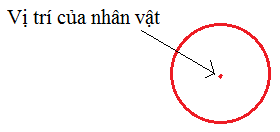 Vị trí của nhân vật